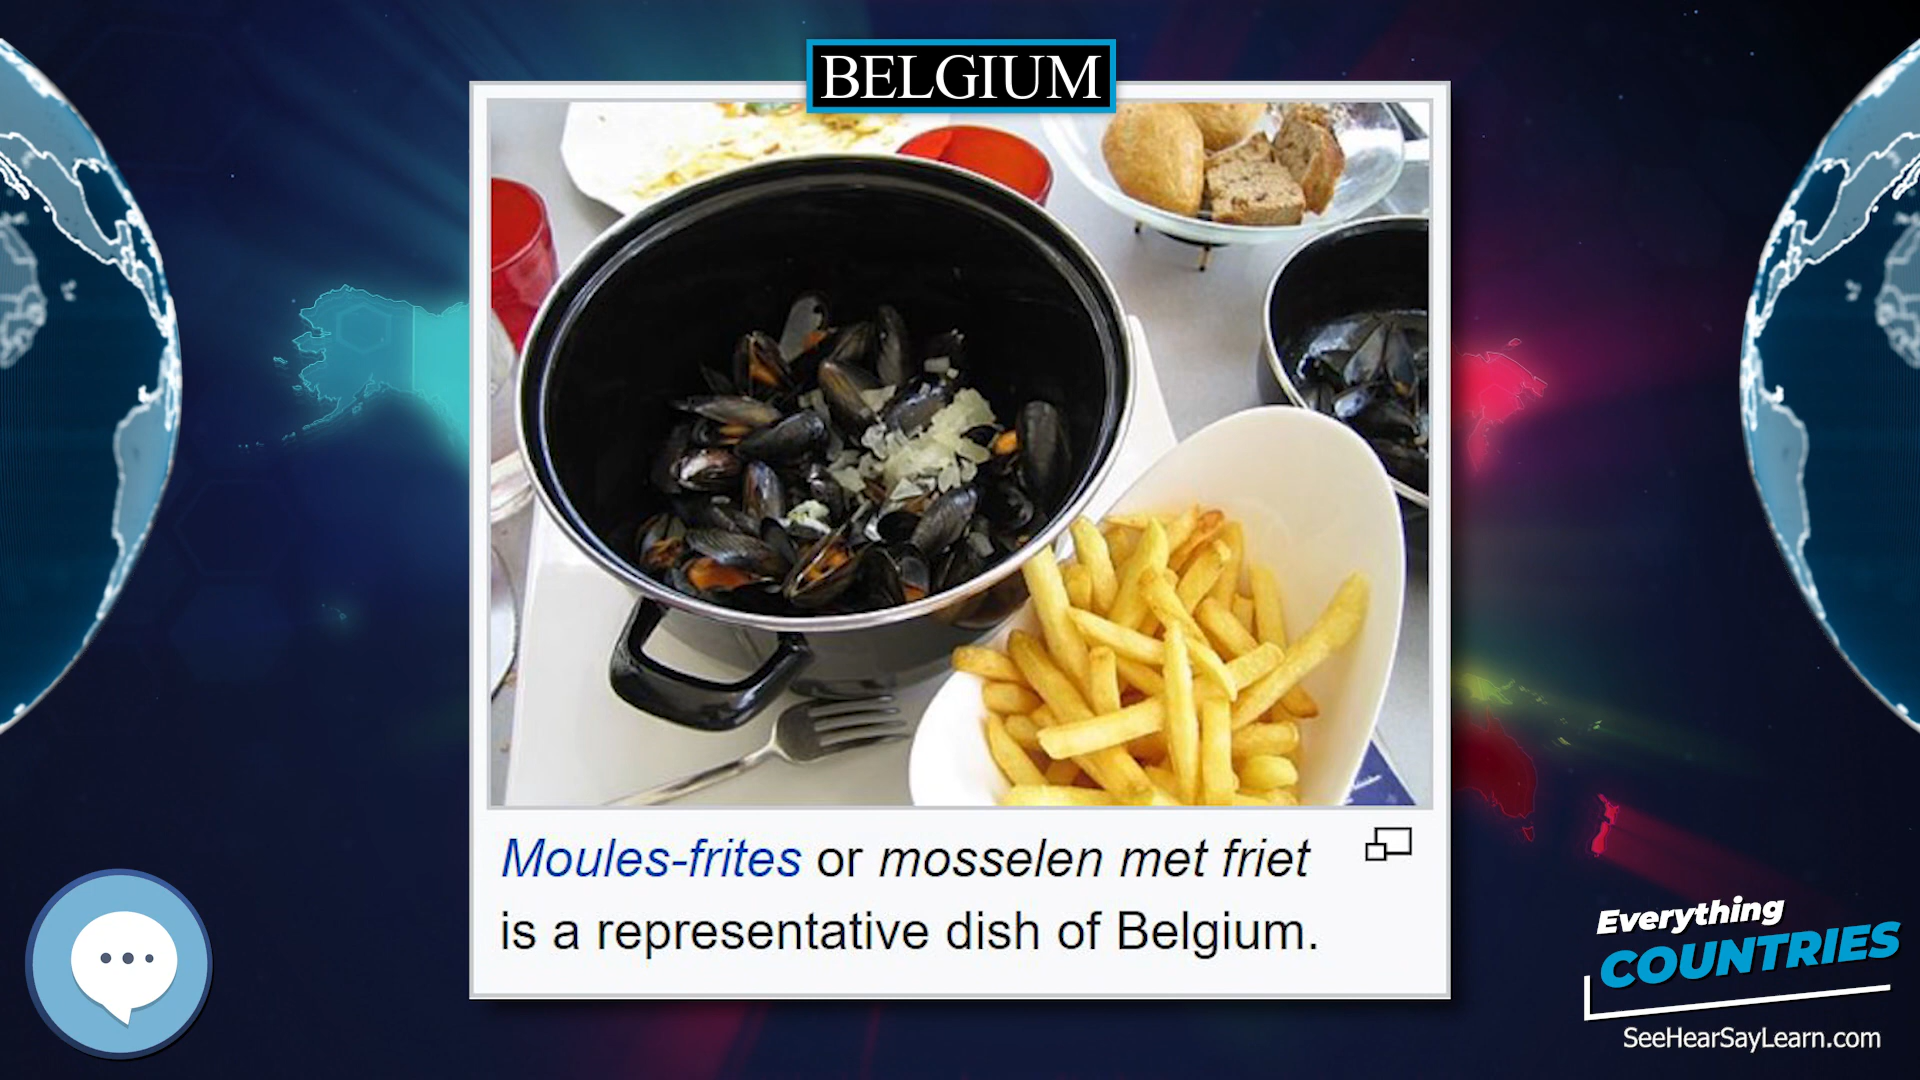 BELGIUM
Moules-frites or mosselen met friet
is a representative dish of Belgium.
Everything
COUNTRIES
SeeHearSayLearn.com